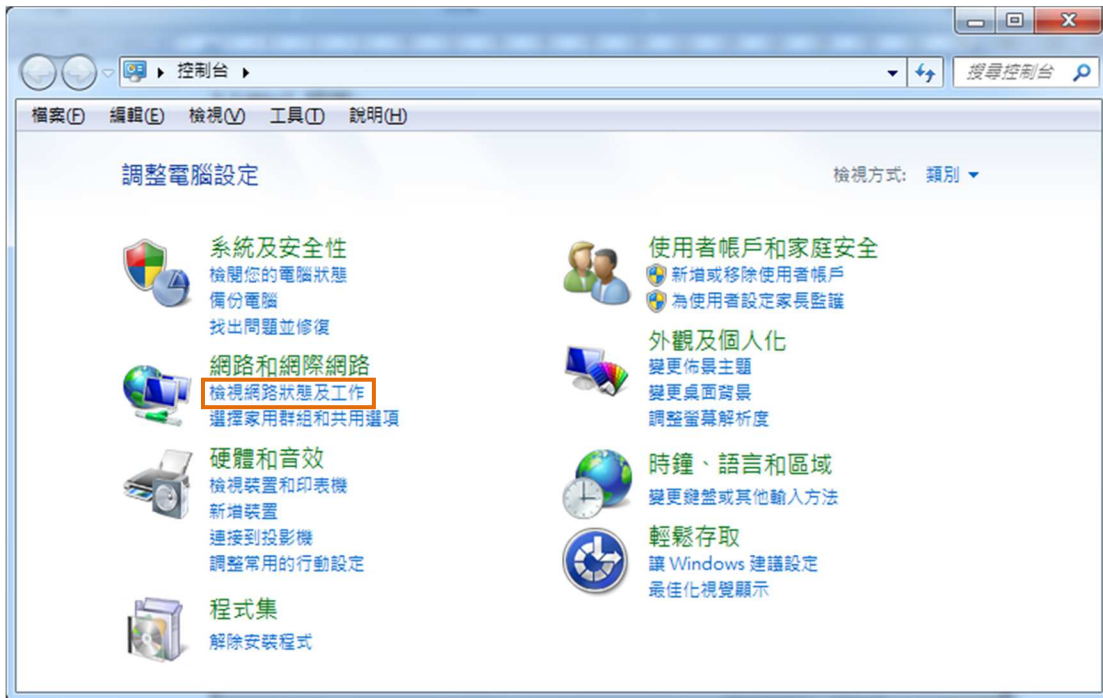 控制台
搜尋控制台
檔案(F) 編輯(E) 檢視(V) 工具(T) 說明(H)
調整電腦設定
檢視方式: 類別
系統及安全性
檢閱您的電腦狀態
備份電腦
找出問題並修復
網路和網際網路
檢視網路狀態及工作
選擇家用群組和共用選項
硬體和音效
檢視裝置和印表機
新增裝置
連接到投影機
調整常用的行動設定
程式集
解除安裝程式
使用者帳戶和家庭安全
新增或移除使用者帳戶
為使用者設定家長監護
外觀及個人化
變更佈景主題
變更桌面背景
調整螢幕解析度
時鐘、語言和區域
變更鍵盤或其他輸入方法
輕鬆存取
讓 Windows 建議設定
最佳化視覺顯示